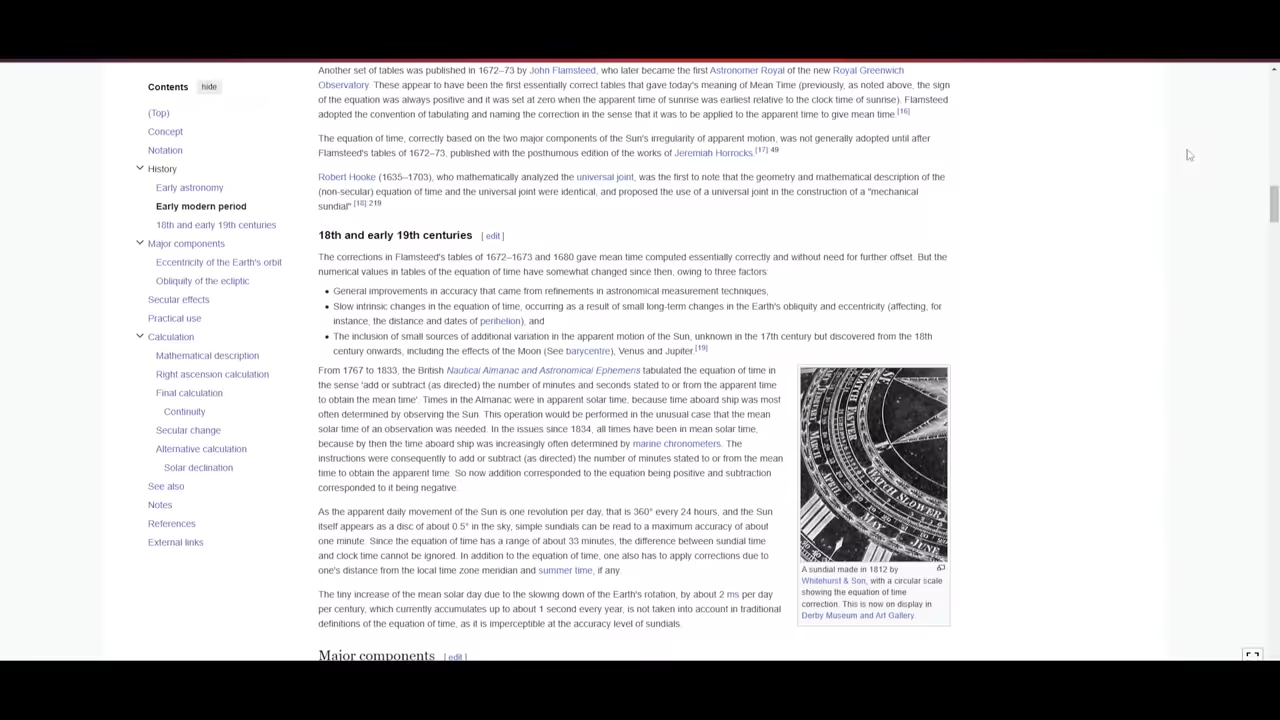 Contents hide
(Top)
Concept
Notation
History
Early astronomy
Early modern period
18th and early 19th centuries
Major components
Eccentricity of the Earth's orbit
Obliquity of the ecliptic
Secular effects
Practical use
Calculation
Mathematical description
Right ascension calculation
Final calculation
Continuity
Secular change
Alternative calculation
Solar declination
See also
Notes
References
External links
Another set of tables was published in 1672–73 by John Flamsteed, who later became the first Astronomer Royal of the new Royal Greenwich
Observatory. These appear to have been the first essentially correct tables that gave today's meaning of Mean Time (previously, as noted above, the sign
of the equation was always positive and it was set at zero when the apparent time of sunrise was earliest relative to the clock time of sunrise). Flamsteed
adopted the convention of tabulating and naming the correction in the sense that it was to be applied to the apparent time to give mean time.[16]
The equation of time, correctly based on the two major components of the Sun's irregularity of apparent motion, was not generally adopted until after
Flamsteed's tables of 1672–73, published with the posthumous edition of the works of Jeremiah Horrocks.[17] 49
Robert Hooke (1635–1703), who mathematically analyzed the universal joint, was the first to note that the geometry and mathematical description of the
(non-secular) equation of time and the universal joint were identical, and proposed the use of a universal joint in the construction of a "mechanical
sundial".[18] 219
18th and early 19th centuries [ edit ]
The corrections in Flamsteed's tables of 1672–1673 and 1680 gave mean time computed essentially correctly and without need for further offset. But the
numerical values in tables of the equation of time have somewhat changed since then, owing to three factors:
• General improvements in accuracy that came from refinements in astronomical measurement techniques,
• Slow intrinsic changes in the equation of time, occurring as a result of small long-term changes in the Earth's obliquity and eccentricity (affecting, for
instance, the distance and dates of perihelion), and
• The inclusion of small sources of additional variation in the apparent motion of the Sun, unknown in the 17th century but discovered from the 18th
century onwards, including the effects of the Moon (See barycentre), Venus and Jupiter.[19]
From 1767 to 1833, the British Nautical Almanac and Astronomical Ephemeris tabulated the equation of time in
the sense 'add or subtract (as directed) the number of minutes and seconds stated to or from the apparent time
to obtain the mean time'. Times in the Almanac were in apparent solar time, because time aboard ship was most
often determined by observing the Sun. This operation would be performed in the unusual case that the mean
solar time of an observation was needed. In the issues since 1834, all times have been in mean solar time,
because by then the time aboard ship was increasingly often determined by marine chronometers. The
instructions were consequently to add or subtract (as directed) the number of minutes stated to or from the mean
time to obtain the apparent time. So now addition corresponded to the equation being positive and subtraction
corresponded to it being negative.
As the apparent daily movement of the Sun is one revolution per day, that is 360° every 24 hours, and the Sun
itself appears as a disc of about 0.5° in the sky, simple sundials can be read to a maximum accuracy of about
one minute. Since the equation of time has a range of about 33 minutes, the difference between sundial time
and clock time cannot be ignored. In addition to the equation of time, one also has to apply corrections due to
one's distance from the local time zone meridian and summer time, if any.
The tiny increase of the mean solar day due to the slowing down of the Earth's rotation, by about 2 ms per day
per century, which currently accumulates up to about 1 second every year, is not taken into account in traditional
definitions of the equation of time, as it is imperceptible at the accuracy level of sundials.
WATCH FASTER
WATCH SLOWER
APRIL
MAY
JUNE
A sundial made in 1812 by
Whitehurst & Son, with a circular scale
showing the equation of time
correction. This is now on display in
Derby Museum and Art Gallery.
Major components [ edit ]